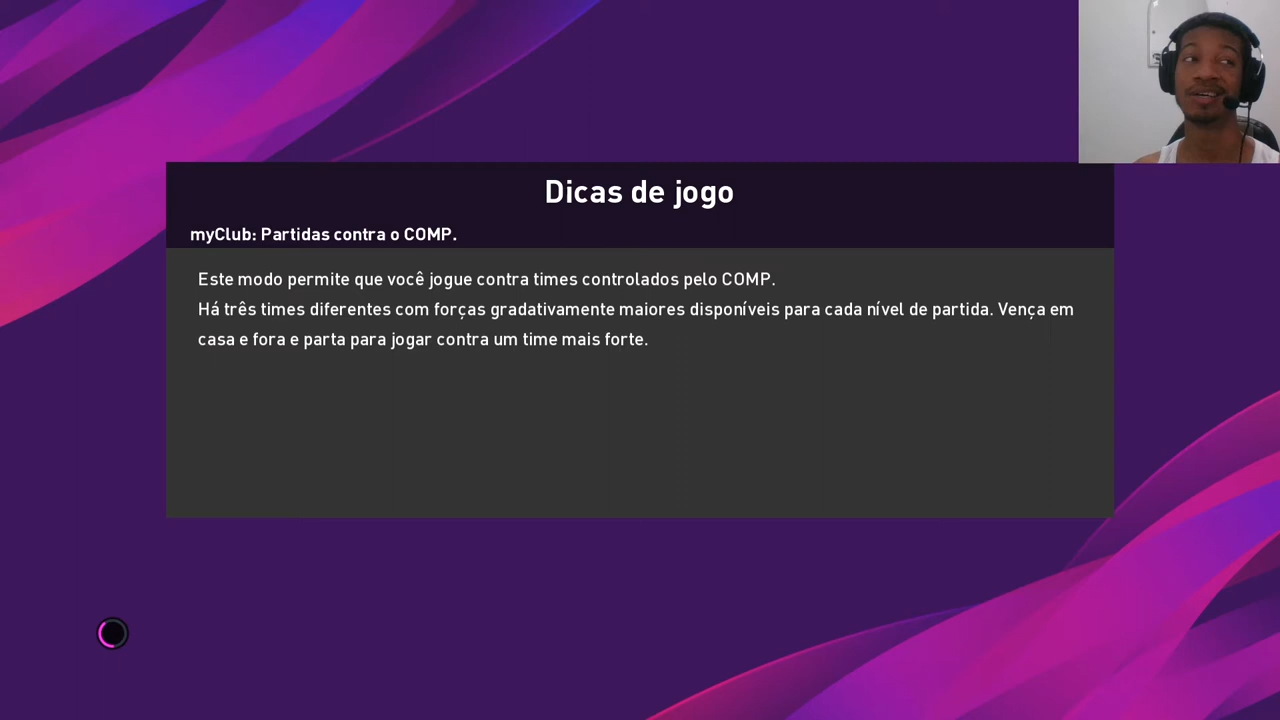 Dicas de jogo
myClub: Partidas contra o COMP.
Este modo permite que você jogue contra times controlados pelo COMP.
Há três times diferentes com forças gradativamente maiores disponíveis para cada nível de partida. Vença em
casa e fora e parta para jogar contra um time mais forte.